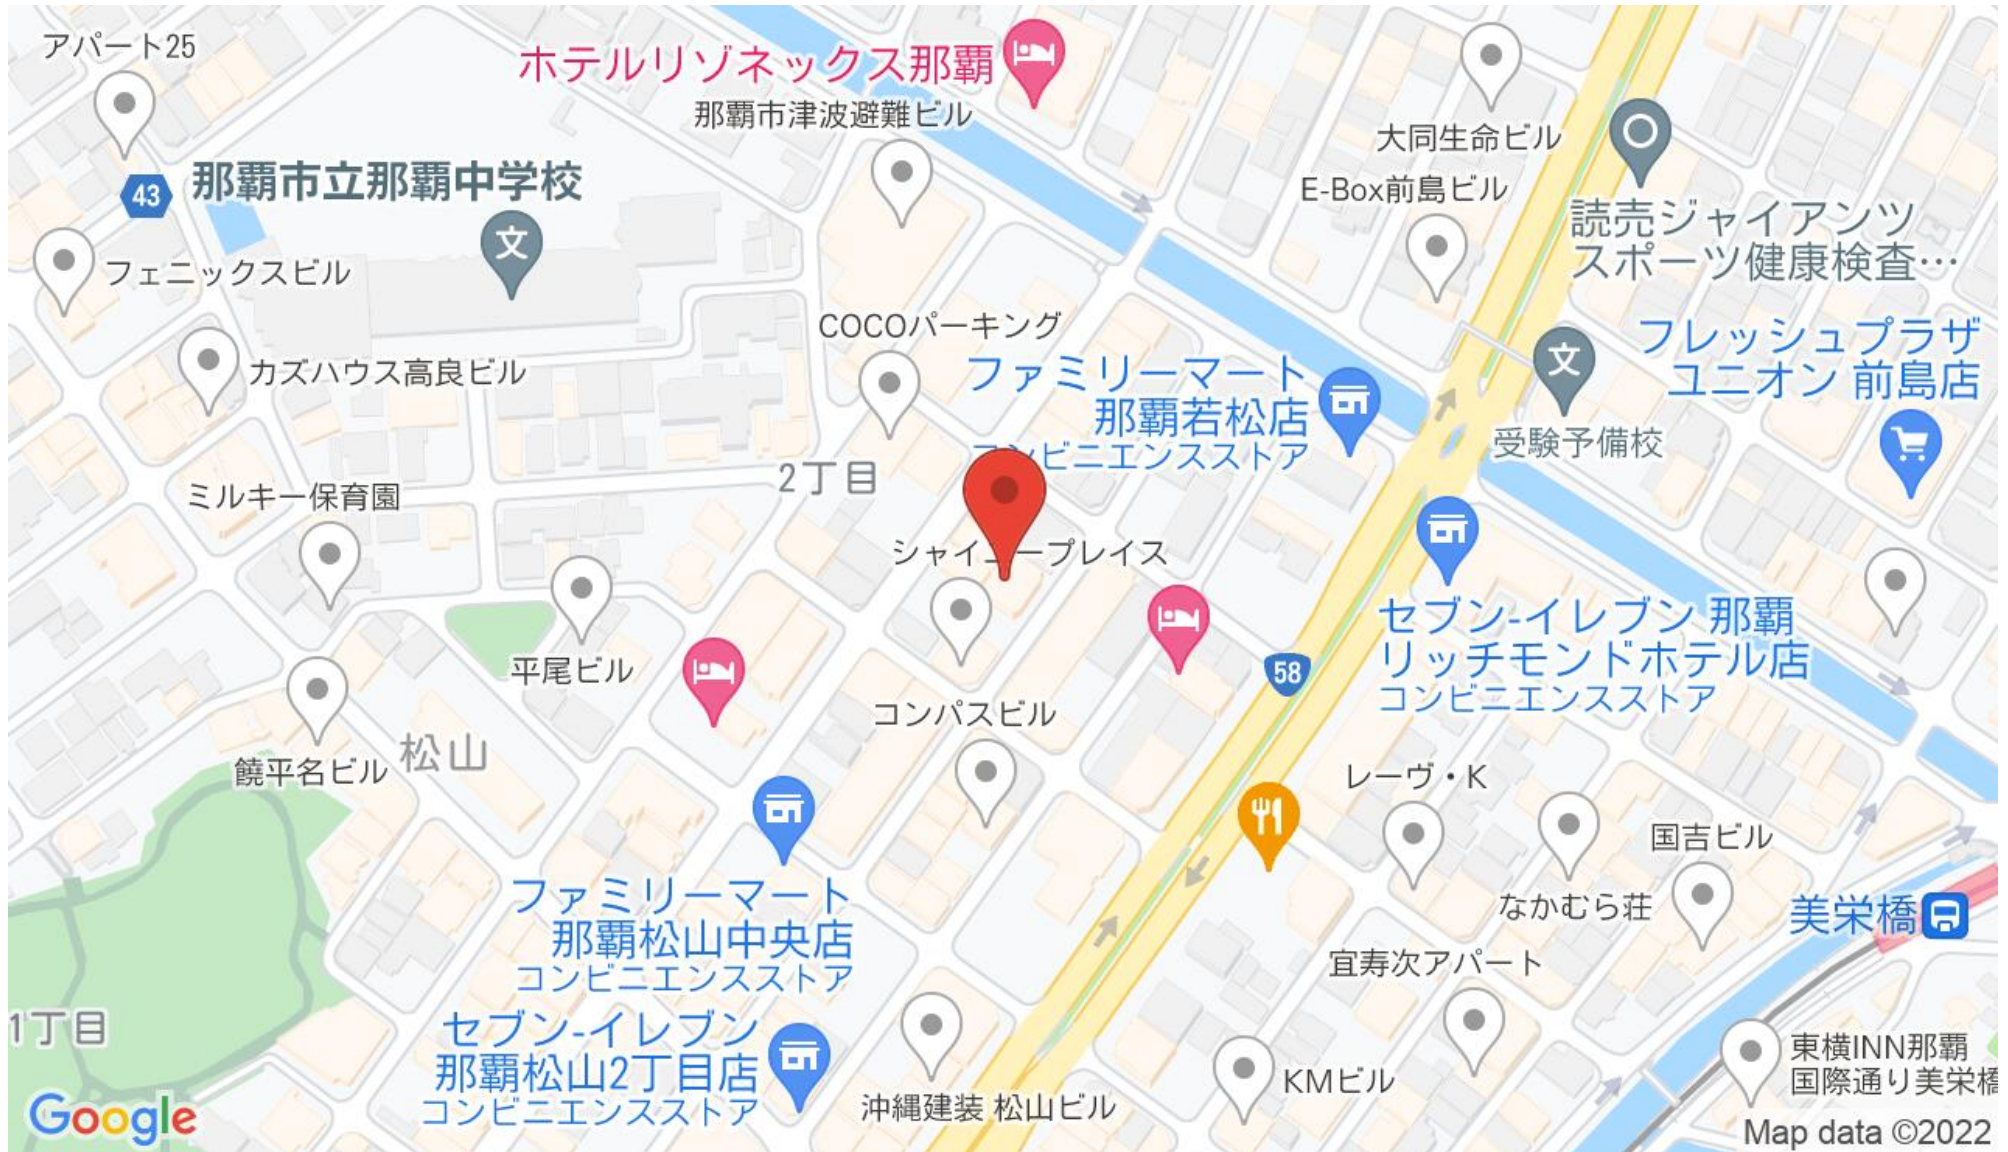 アパート25
ホテルリゾネックス那覇
那覇市津波避難ビル
大同生命ビル
43
那覇市立那覇中学校
文
E-Box前島ビル
読売ジャイアンツ
スポーツ健康検査…
フェニックスビル
COCOパーキング
カズハウス高良ビル
ファミリーマート
那覇若松店
コンビニエンスストア
文
受験予備校
フレッシュプラザ
ユニオン 前島店
2丁目
ミルキー保育園
シャイニープレイス
セブン-イレブン 那覇
リッチモンドホテル店
コンビニエンスストア
58
平尾ビル
コンパスビル
饒平名ビル
松山
レーヴ・K
国吉ビル
なかむら荘
美栄橋
ファミリーマート
那覇松山中央店
コンビニエンスストア
宜寿次アパート
1丁目
セブン-イレブン
那覇松山2丁目店
コンビニエンスストア
沖縄建装 松山ビル
KMビル
東横INN那覇
国際通り美栄橋
Google
Map data ©2022